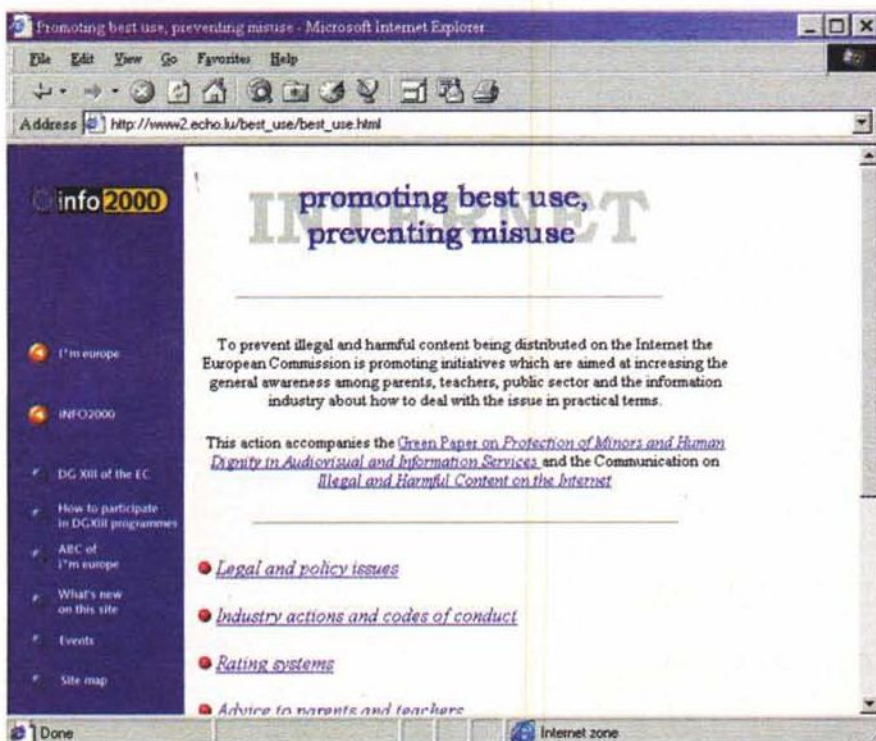 Promoting best use, preventing misuse - Microsoft Internet Explorer
File Edit View Go Favorites Help
Address http://www2.echo.lu/best_use/best_use.html
info2000
INTERNET
promoting best use,
preventing misuse
To prevent illegal and harmful content being distributed on the Internet the
European Commission is promoting initiatives which are aimed at increasing the
general awareness among parents, teachers, public sector and the information
industry about how to deal with the issue in practical terms.
This action accompanies the Green Paper on Protection of Minors and Human
Dignity in Audiovisual and Information Services and the Communication on
Illegal and Harmful Content on the Internet
I*m europe
INFO2000
DG XIII of the EC
How to participate
in DGXIII programmes
ABC of
I*m europe
What's new
on this site
Events
Site map
Legal and policy issues
Industry actions and codes of conduct
Rating systems
Advice to parents and teachers
Done Internet zone